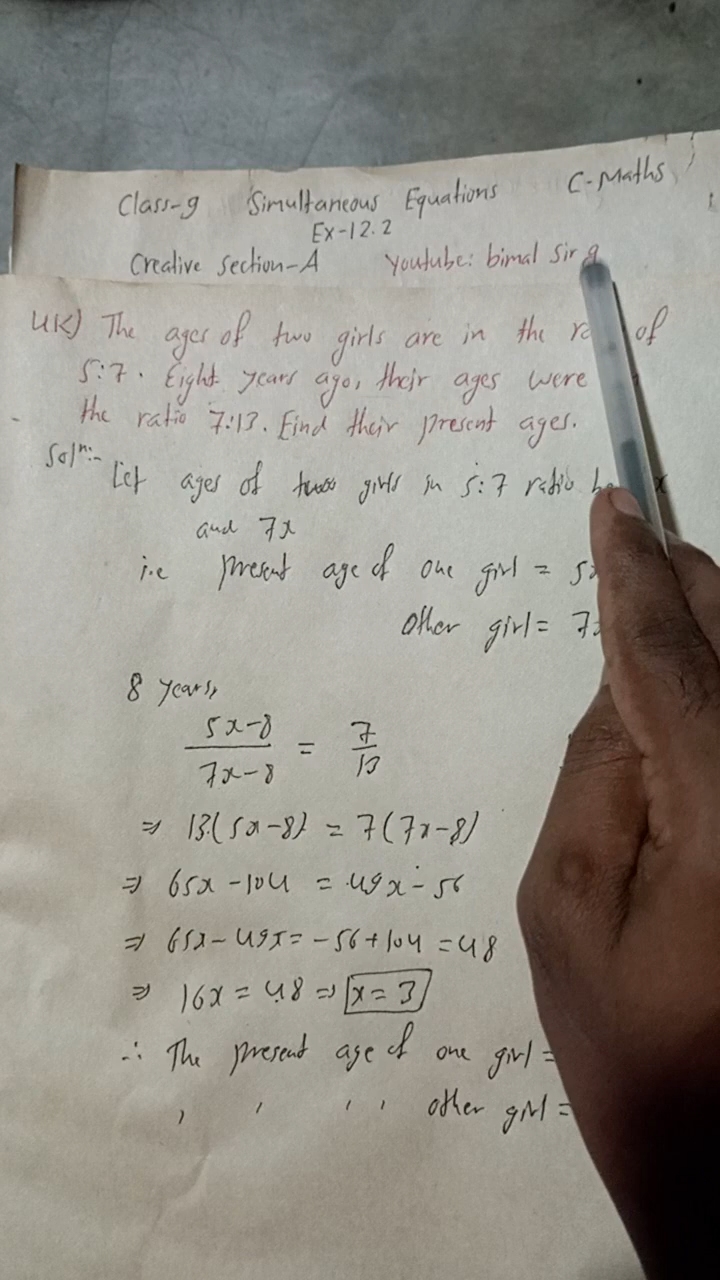 Class-9 Simultaneous Equations C-Maths
Ex-12.2
Creative section-A Youtube: bimal Sir g
4K) The ages of two girls are in the of
5:7. Eight years ago, their ages were
the ratio 7:13. Find their present ages.
Solⁿ:- Let ages of two girls in 5:7 ratio x
and 7x
i.e present age of one girl = 5x
Other girl = 7x
8 years,
5x-8 / 7x-8 = 7/13
⇒ 13(5x-8) = 7(7x-8)
⇒ 65x - 104 = 49x - 56
⇒ 65x - 49x = -56 + 104 = 48
⇒ 16x = 48 ⇒ x = 3
∴ The present age of one girl =
, , , , other girl =